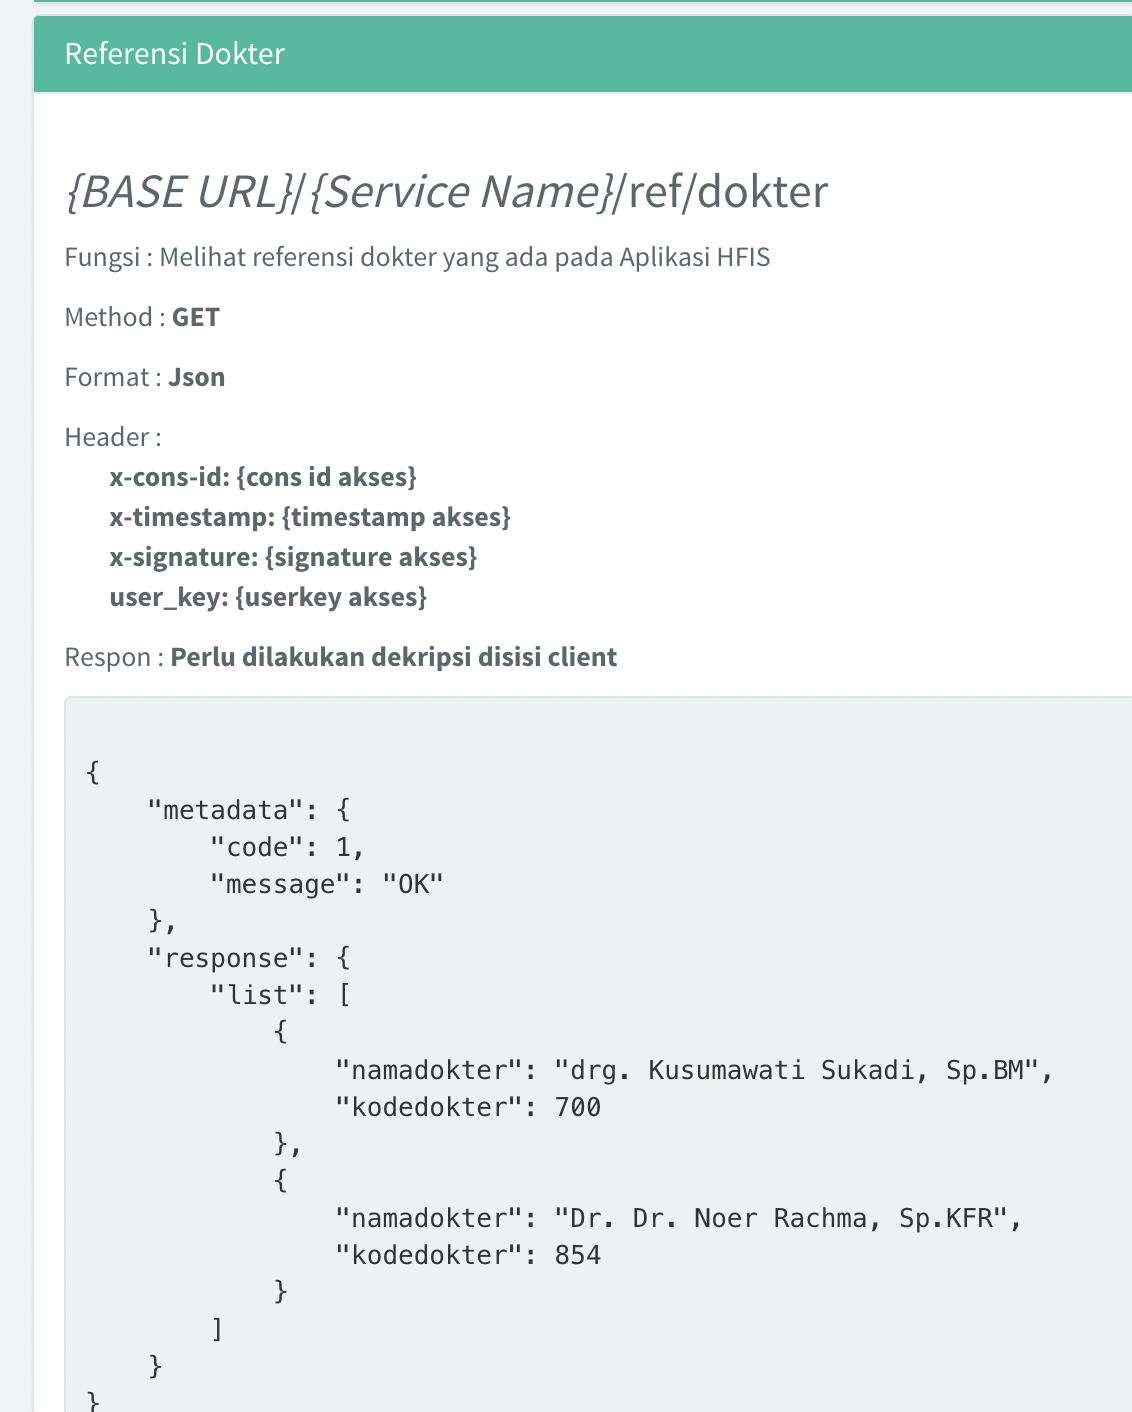 Referensi Dokter
{BASE URL}/{Service Name}/ref/dokter
Fungsi : Melihat referensi dokter yang ada pada Aplikasi HFIS
Method : GET
Format : Json
Header :
x-cons-id: {cons id akses}
x-timestamp: {timestamp akses}
x-signature: {signature akses}
user_key: {userkey akses}
Respon : Perlu dilakukan dekripsi disisi client
{
    "metadata": {
        "code": 1,
        "message": "OK"
    },
    "response": {
        "list": [
            {
                "namadokter": "drg. Kusumawati Sukadi, Sp.BM",
                "kodedokter": 700
            },
            {
                "namadokter": "Dr. Dr. Noer Rachma, Sp.KFR",
                "kodedokter": 854
            }
        ]
    }
}